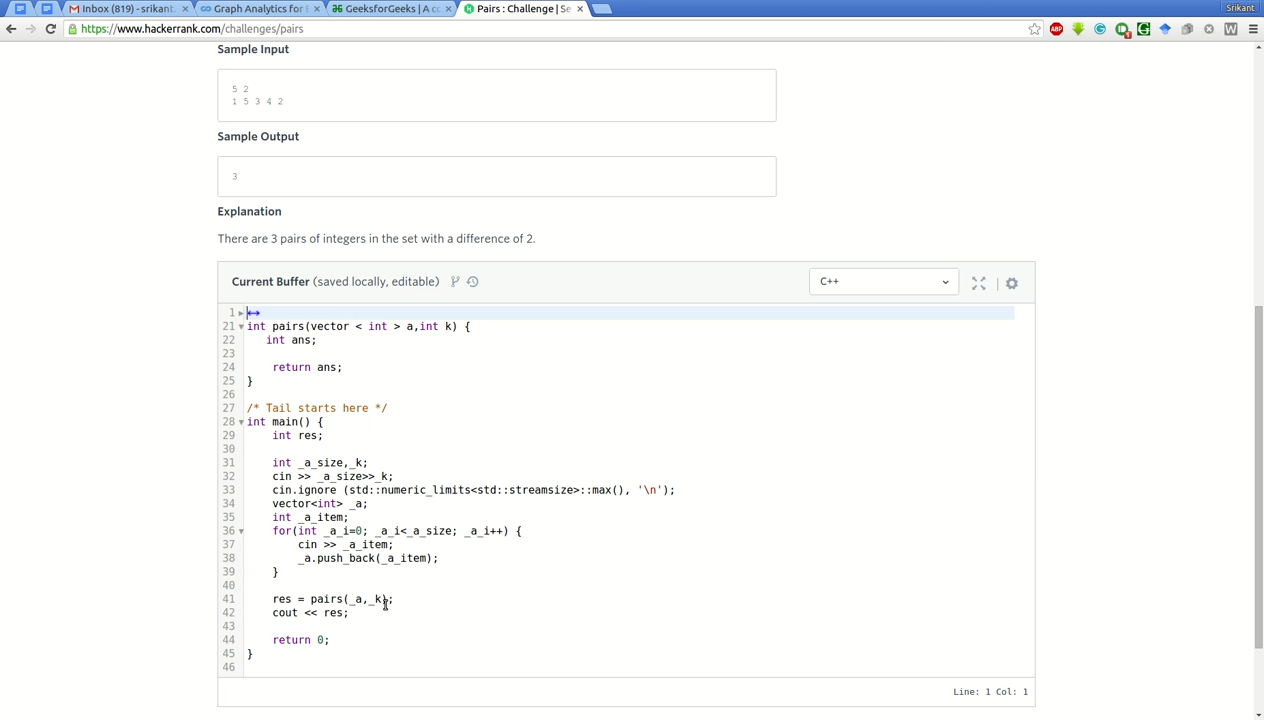 Inbox (819) - srikant.
Graph Analytics for
GeeksforGeeks | A c
Pairs : Challenge | Se
Srikant
https://www.hackerrank.com/challenges/pairs
Sample Input
5 2
1 5 3 4 2
Sample Output
3
Explanation
There are 3 pairs of integers in the set with a difference of 2.
Current Buffer (saved locally, editable)
C++
1
21 int pairs(vector < int > a,int k) {
22 int ans;
23
24 return ans;
25 }
26
27 /* Tail starts here */
28 int main() {
29 int res;
30
31 int _a_size,_k;
32 cin >> _a_size>>_k;
33 cin.ignore (std::numeric_limits<std::streamsize>::max(), '\n');
34 vector<int> _a;
35 int _a_item;
36 for(int _a_i=0; _a_i<_a_size; _a_i++) {
37 cin >> _a_item;
38 _a.push_back(_a_item);
39 }
40
41 res = pairs(_a,_k);
42 cout << res;
43
44 return 0;
45 }
46
Line: 1 Col: 1